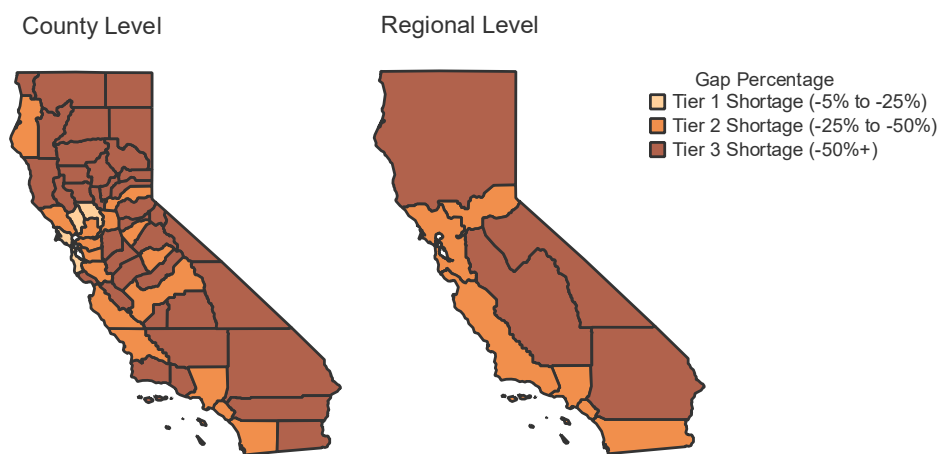 County Level
Regional Level
Gap Percentage
Tier 1 Shortage (-5% to -25%)
Tier 2 Shortage (-25% to -50%)
Tier 3 Shortage (-50%+)